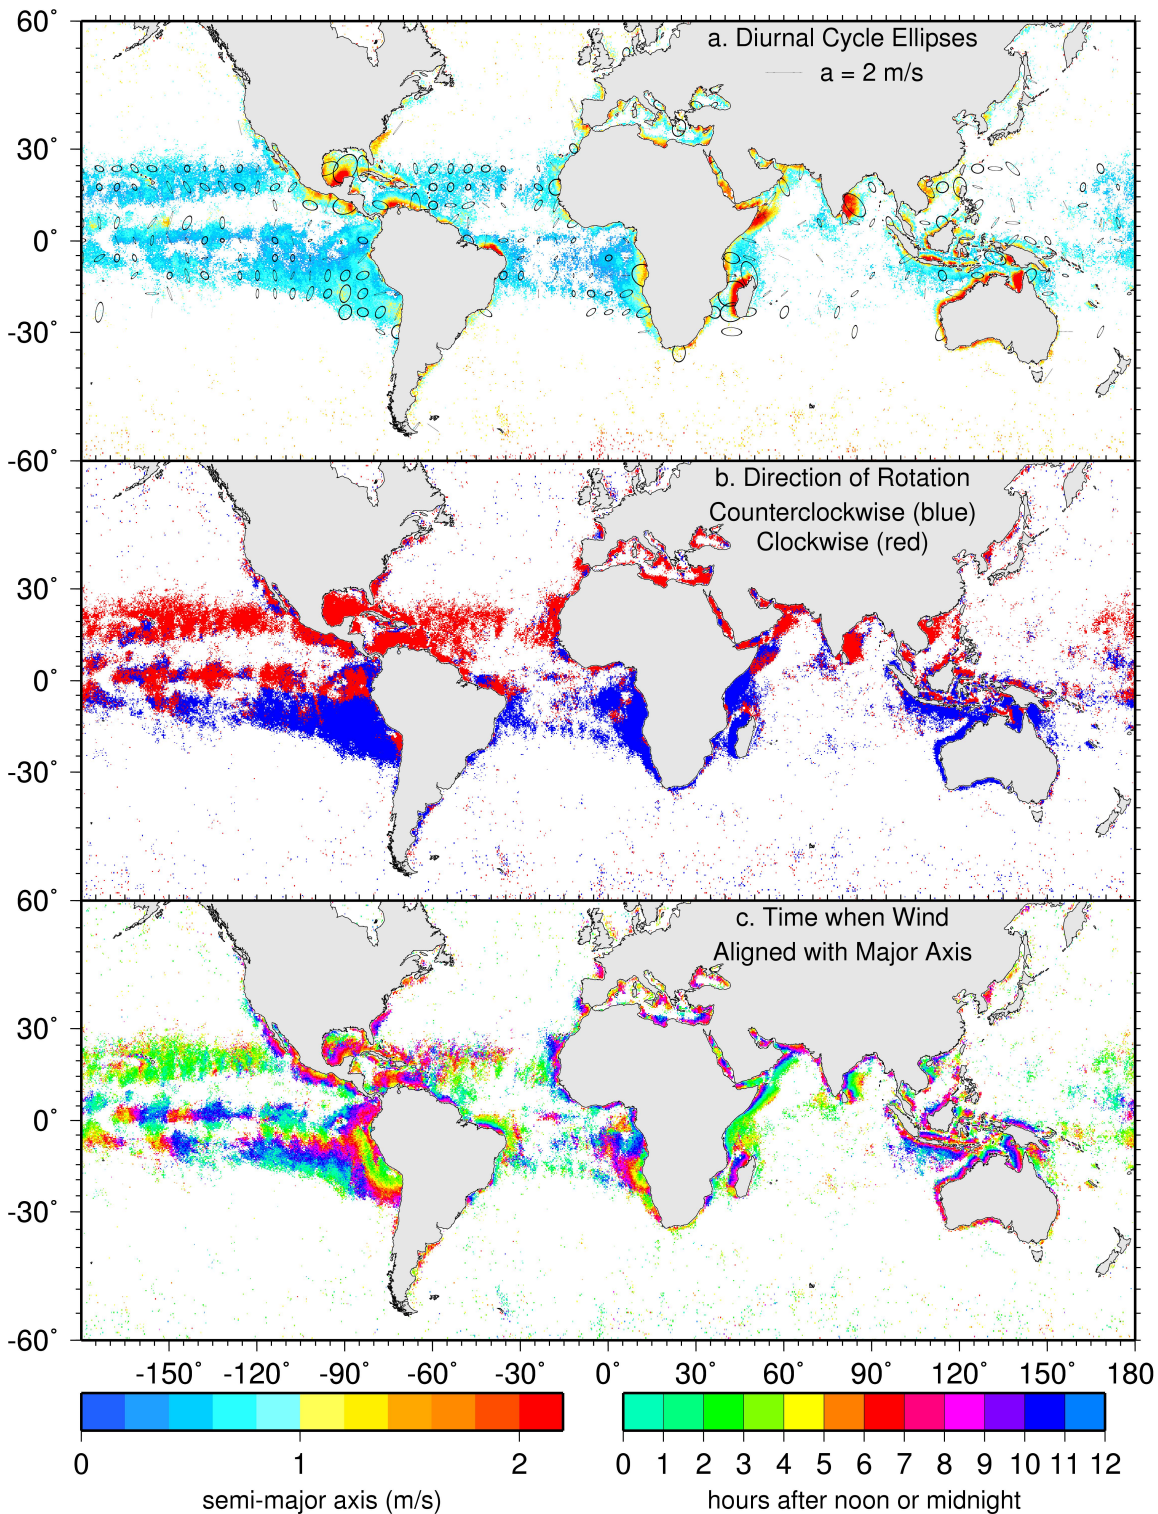 60°
a. Diurnal Cycle Ellipses
a = 2 m/s
30°
0°
-30°
-60°
b. Direction of Rotation
Counterclockwise (blue)
Clockwise (red)
30°
0°
-30°
60°
c. Time when Wind
Aligned with Major Axis
30°
0°
-30°
-60°
-150° -120° -90° -60° -30° 0° 30° 60° 90° 120° 150° 180
0 1 2
semi-major axis (m/s)
0 1 2 3 4 5 6 7 8 9 10 11 12
hours after noon or midnight